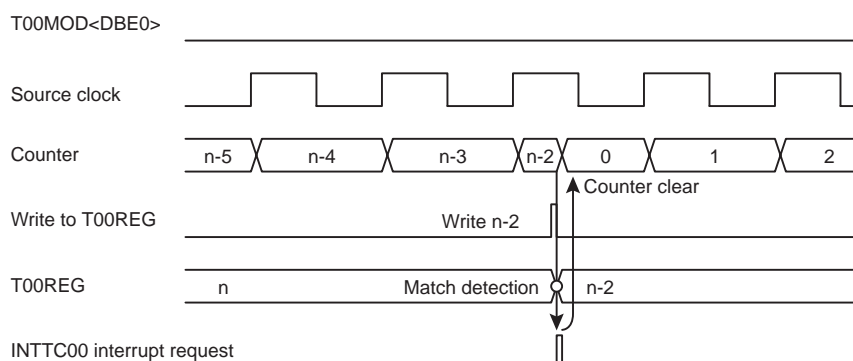 T00MOD<DBE0>
Source clock
Counter n-5 n-4 n-3 n-2 0 1 2
Counter clear
Write to T00REG Write n-2
T00REG n Match detection n-2
INTTC00 interrupt request